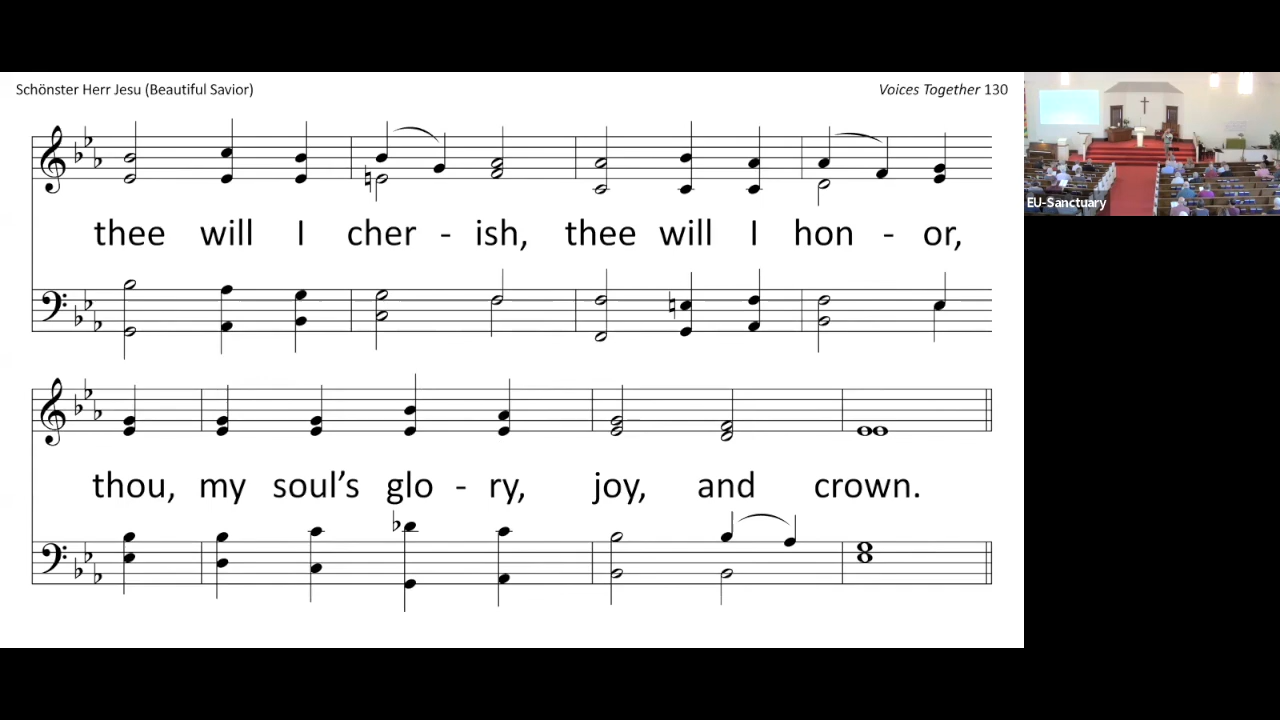 Schönster Herr Jesu (Beautiful Savior)
Voices Together 130
EU-Sanctuary
thee will I cher - ish, thee will I hon - or,
thou, my soul’s glo - ry, joy, and crown.